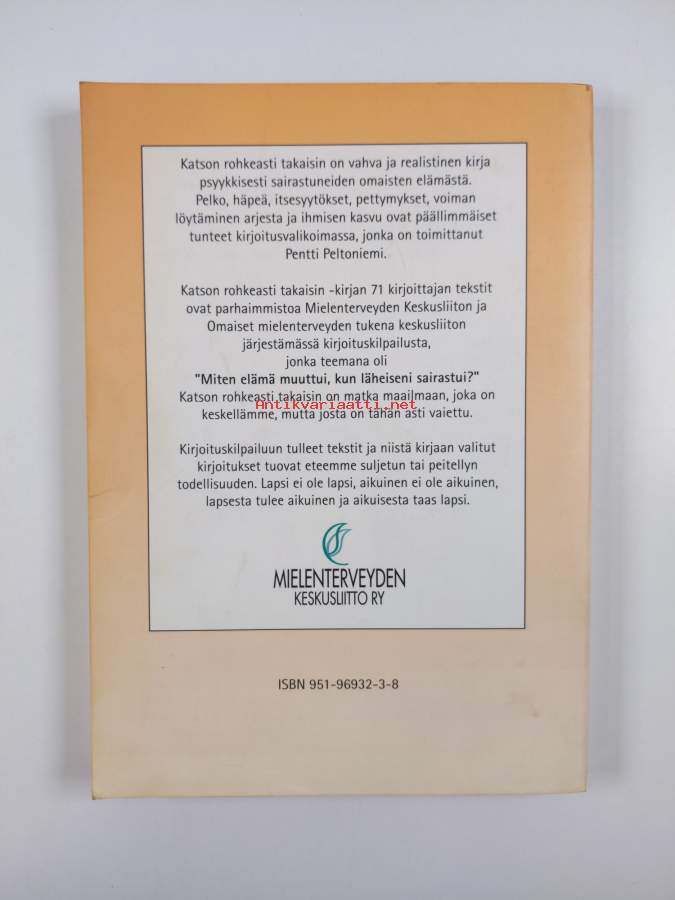 Katson rohkeasti takaisin on vahva ja realistinen kirja
psyykkisesti sairastuneiden omaisten elämästä.
Pelko, häpeä, itsesyytökset, pettymykset, voiman
löytäminen arjesta ja ihmisen kasvu ovat päällimmäiset
tunteet kirjoitusvalikoimassa, jonka on toimittanut
Pentti Peltoniemi.
Katson rohkeasti takaisin -kirjan 71 kirjoittajan tekstit
ovat parhaimmistoa Mielenterveyden Keskusliiton ja
Omaiset mielenterveyden tukena keskusliiton
järjestämässä kirjoituskilpailusta,
jonka teemana oli
"Miten elämä muuttui, kun läheiseni sairastui?"
Katson rohkeasti takaisin on matka maailmaan, joka on
Antikvariaatti.net
keskellämme, mutta josta on tähän asti vaiettu.
Kirjoituskilpailuun tulleet tekstit ja niistä kirjaan valitut
kirjoitukset tuovat eteemme suljetun tai peitellyn
todellisuuden. Lapsi ei ole lapsi, aikuinen ei ole aikuinen,
lapsesta tulee aikuinen ja aikuisesta taas lapsi.
MIELENTERVEYDEN
KESKUSLIITTO RY
ISBN 951-96932-3-8